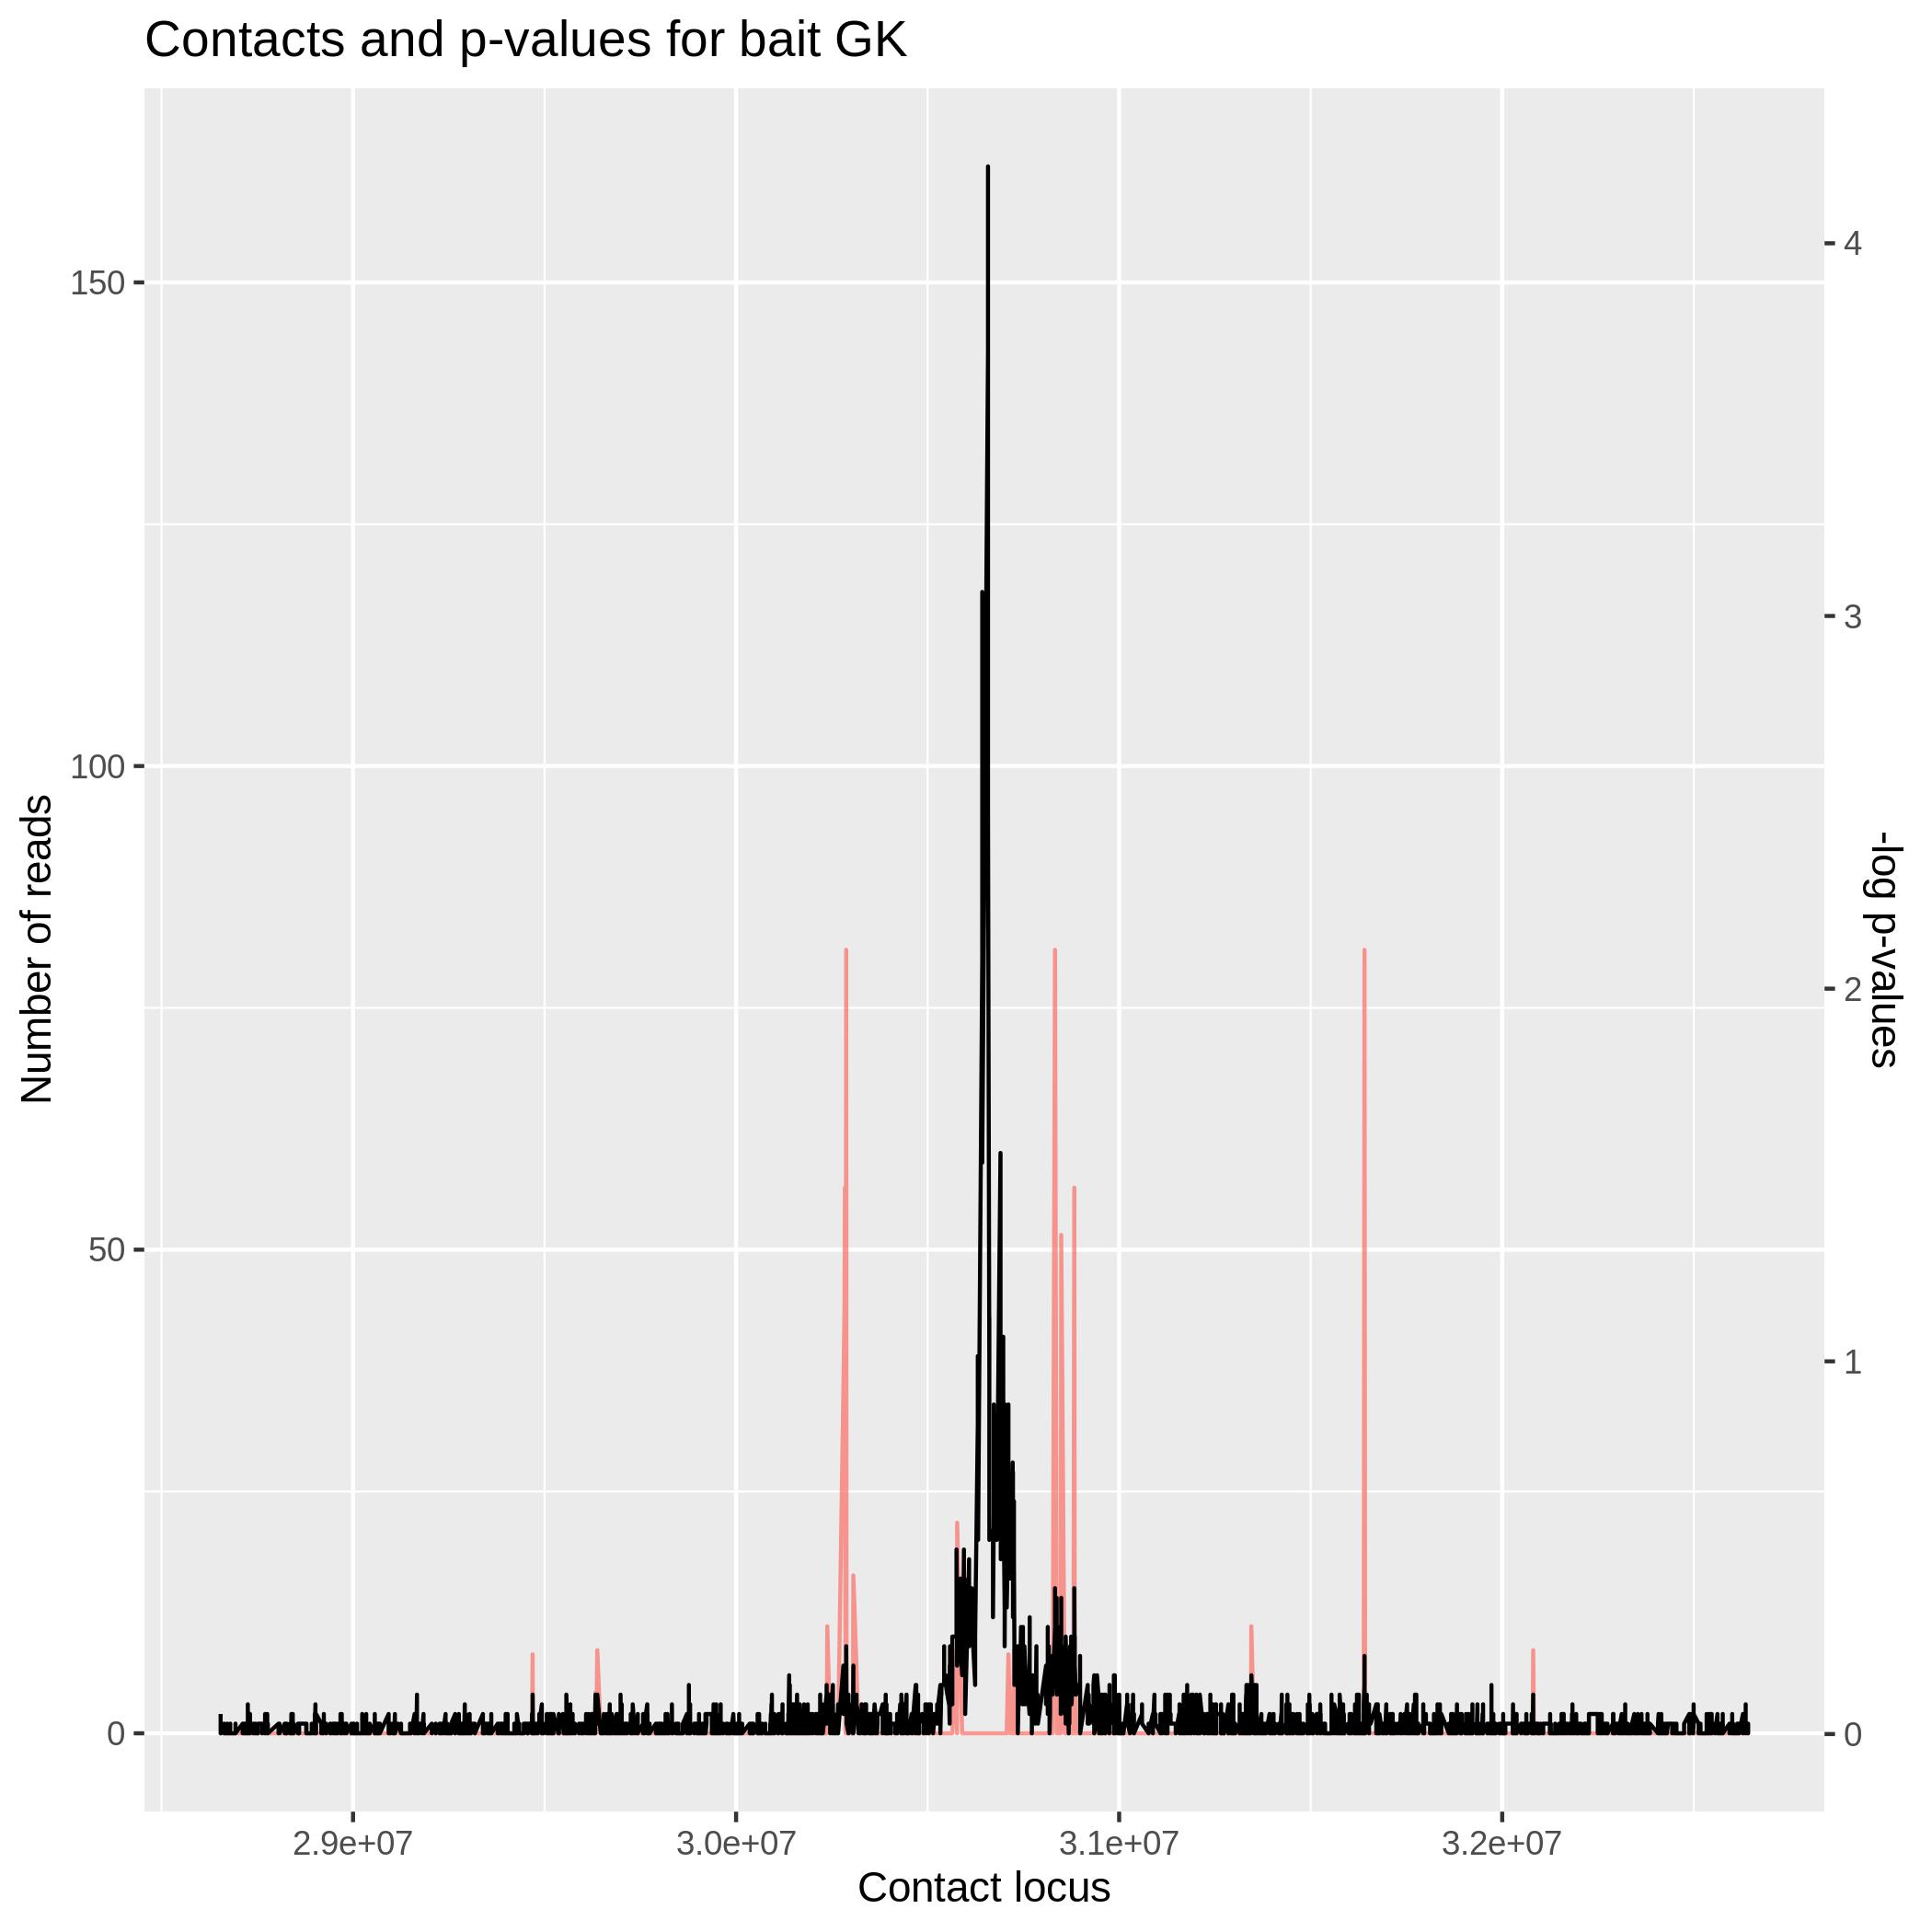 Contacts and p-values for bait GK
150
100
50
0
Number of reads
4
3
2
1
0
-log p-values
2.9e+07
3.0e+07
3.1e+07
3.2e+07
Contact locus